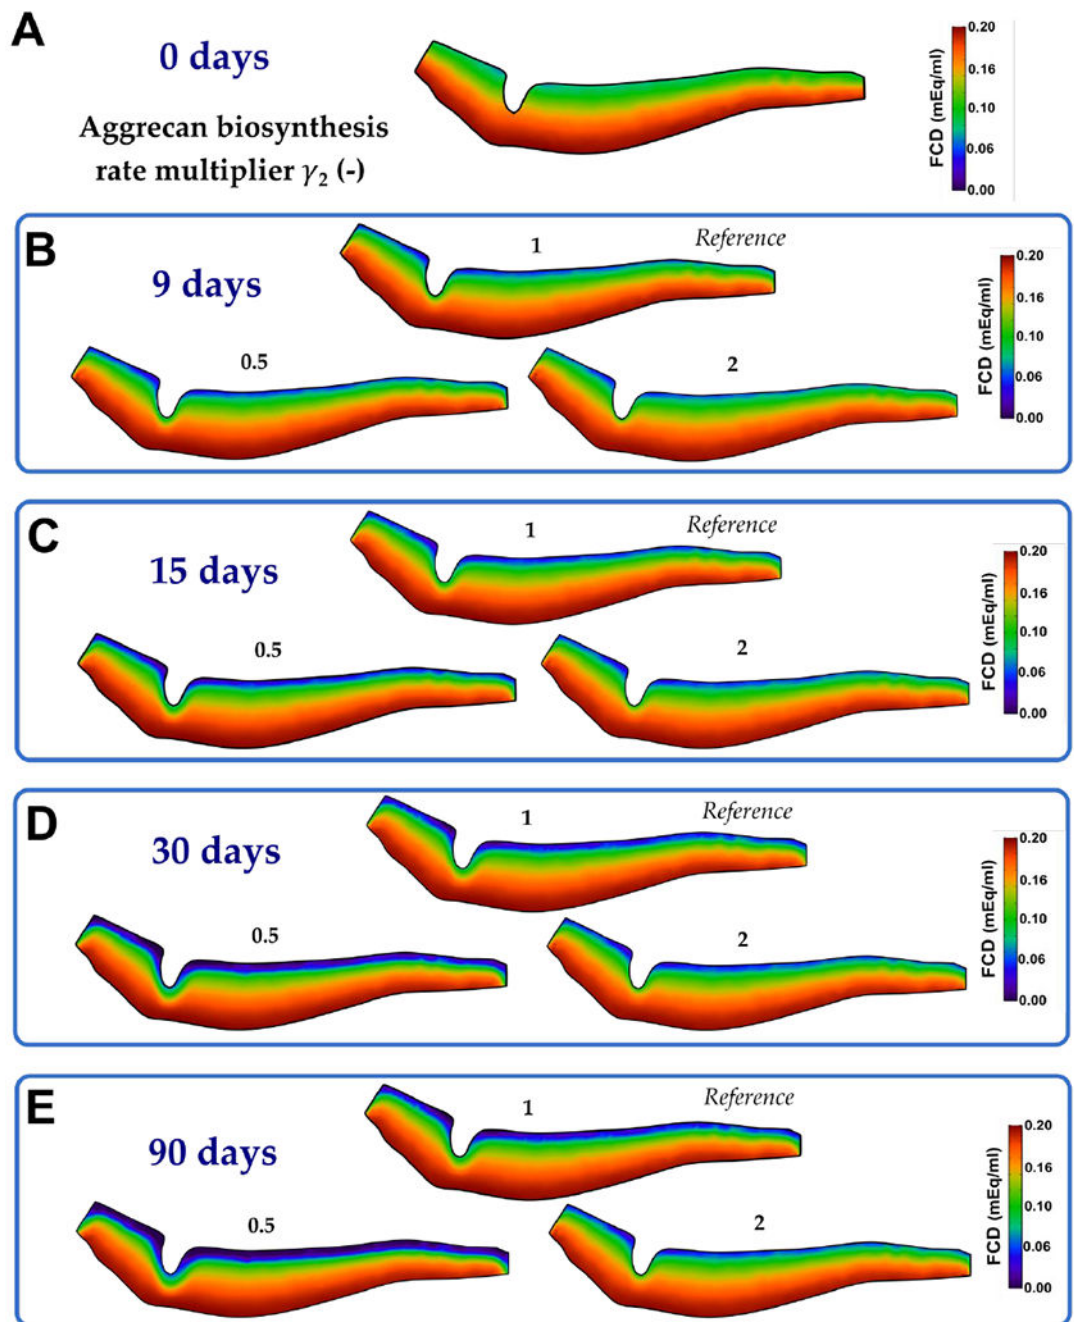 A
0 days
Aggrecan biosynthesis
rate multiplier γ₂ (-)
FCD (mEq/ml)
0.20
0.16
0.10
0.06
0.00
B
9 days
1
Reference
0.5
2
FCD (mEq/ml)
0.20
0.16
0.10
0.06
0.00
C
15 days
1
Reference
0.5
2
FCD (mEq/ml)
0.20
0.16
0.10
0.06
0.00
D
30 days
1
Reference
0.5
2
FCD (mEq/ml)
0.20
0.16
0.10
0.06
0.00
E
90 days
1
Reference
0.5
2
FCD (mEq/ml)
0.20
0.16
0.10
0.06
0.00